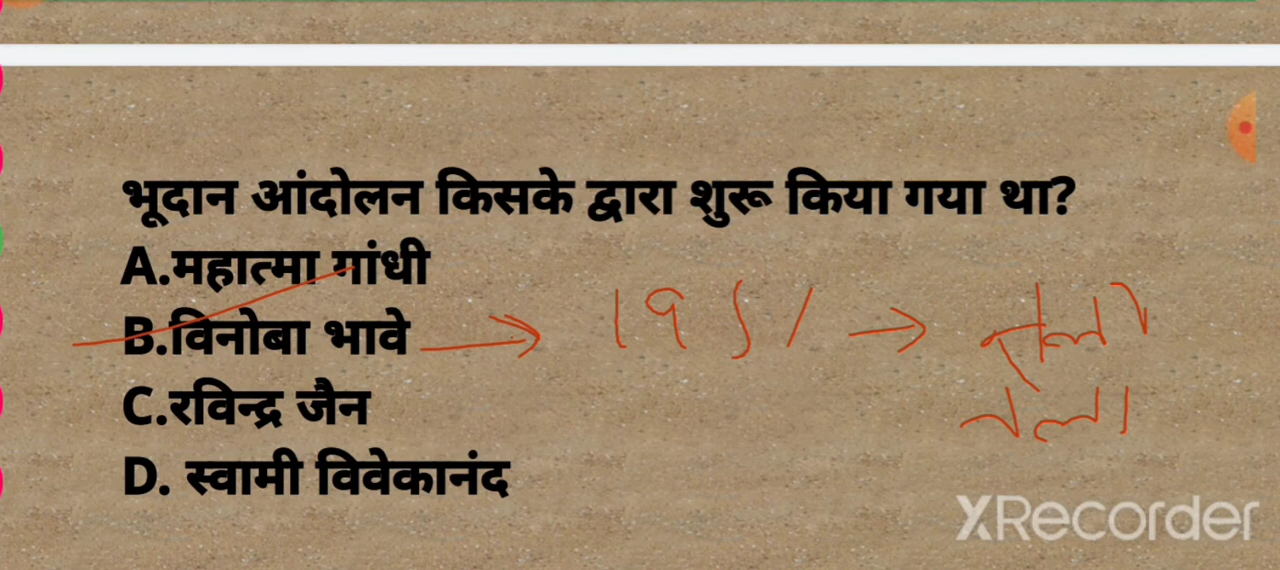 भूदान आंदोलन किसके द्वारा शुरू किया गया था?
A.महात्मा गांधी
B.विनोबा भावे → 1951 →
C.रविन्द्र जैन
D. स्वामी विवेकानंद
XRecorder